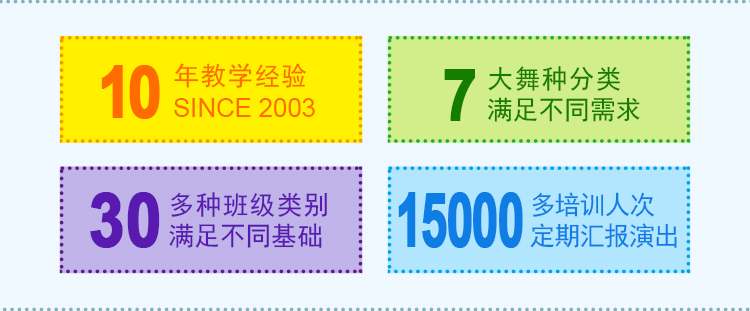 10 年教学经验
SINCE 2003
7 大舞种分类
满足不同需求
30 多种班级类别
满足不同基础
15000 多培训人次
定期汇报演出